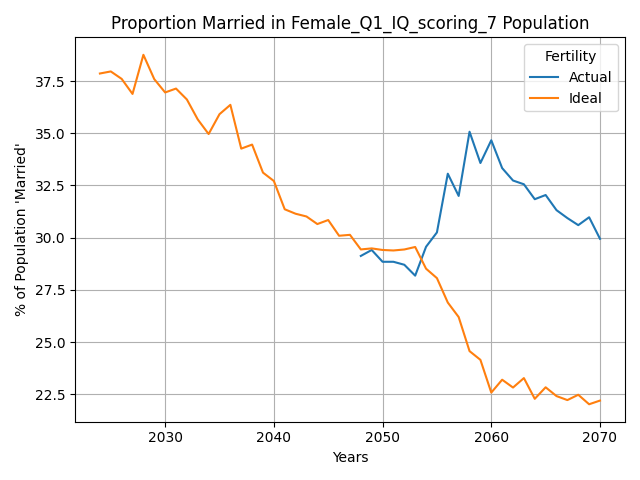 Proportion Married in Female_Q1_IQ_scoring_7 Population
Fertility
Actual
Ideal
% of Population 'Married'
37.5
35.0
32.5
30.0
27.5
25.0
22.5
2030 2040 2050 2060 2070
Years